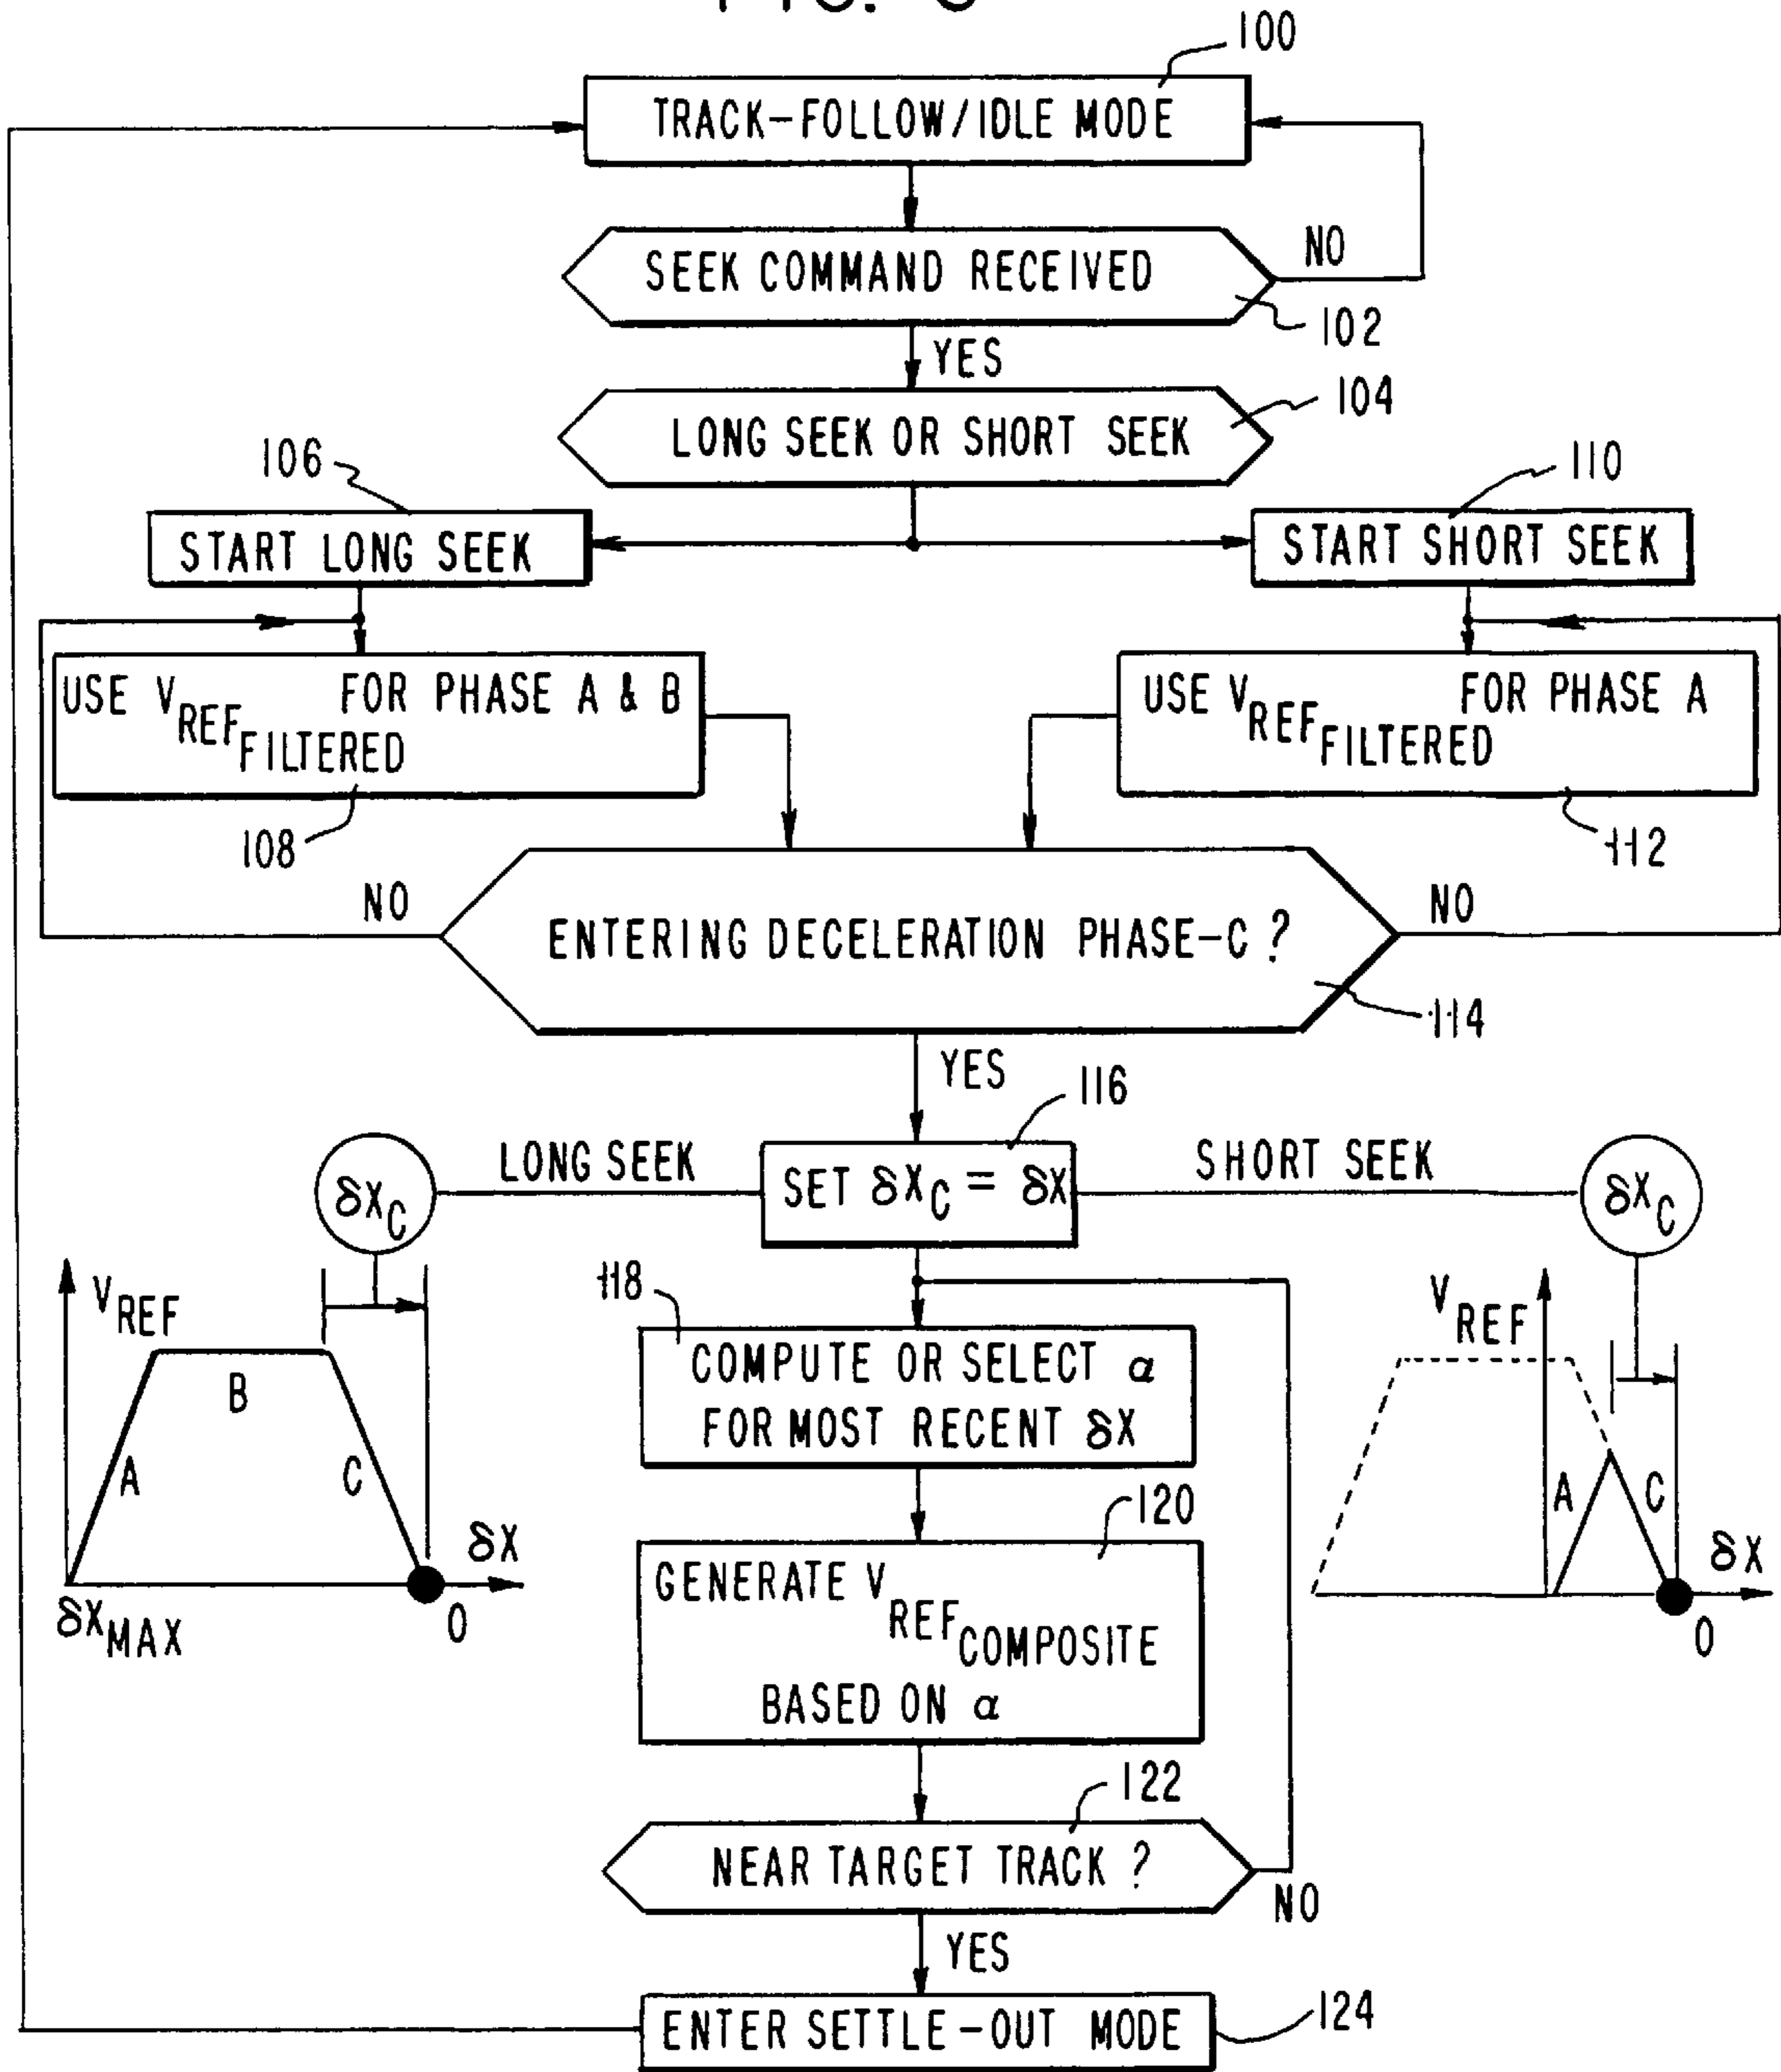 100
TRACK-FOLLOW/IDLE MODE
SEEK COMMAND RECEIVED
NO
102
YES
LONG SEEK OR SHORT SEEK
104
106
START LONG SEEK
110
START SHORT SEEK
USE VREF FILTERED FOR PHASE A & B
108
USE VREF FILTERED FOR PHASE A
112
NO
ENTERING DECELERATION PHASE-C ?
NO
114
YES
116
δXC
LONG SEEK
SET δXC = δX
SHORT SEEK
δXC
VREF
A
B
C
δX
δXMAX
0
118
COMPUTE OR SELECT α
FOR MOST RECENT δX
VREF
A
C
δX
0
120
GENERATE VREF COMPOSITE
BASED ON α
122
NEAR TARGET TRACK ?
NO
YES
ENTER SETTLE-OUT MODE
124